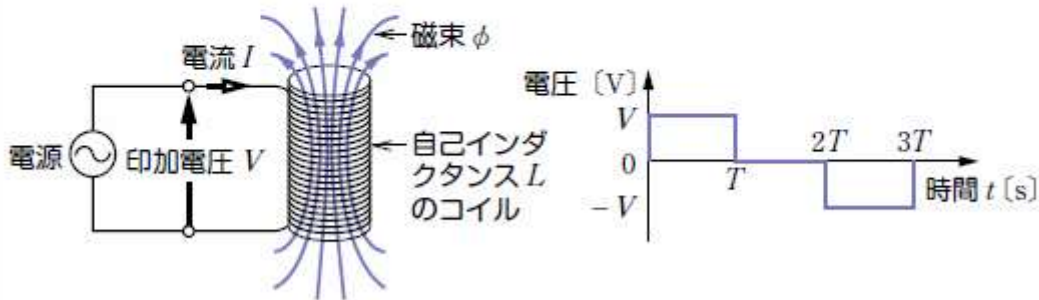 磁束 φ
電流 I
電源
印加電圧 V
自己インダ
クタンス L
のコイル
電圧〔V〕
V
0
−V
T
2T
3T
時間 t〔s〕